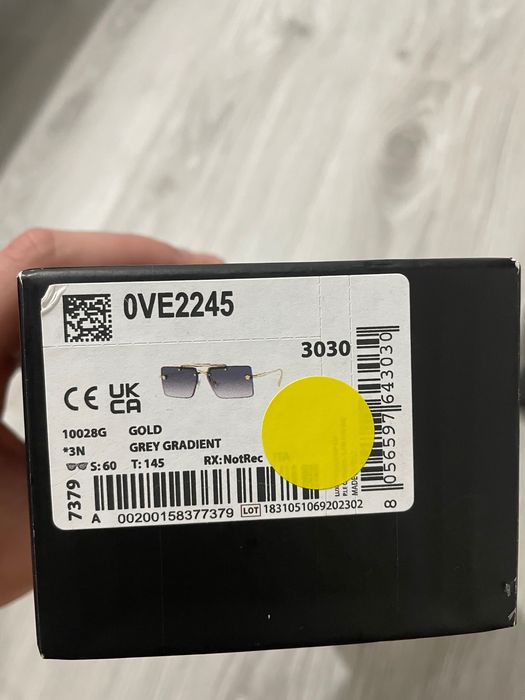 0VE2245
3030
CE UK
CA
10028G GOLD
*3N GREY GRADIENT
S: 60 T: 145 RX:NotRec
7379
A 00200158377379 LOT 1831051069202302
8 056597 643030